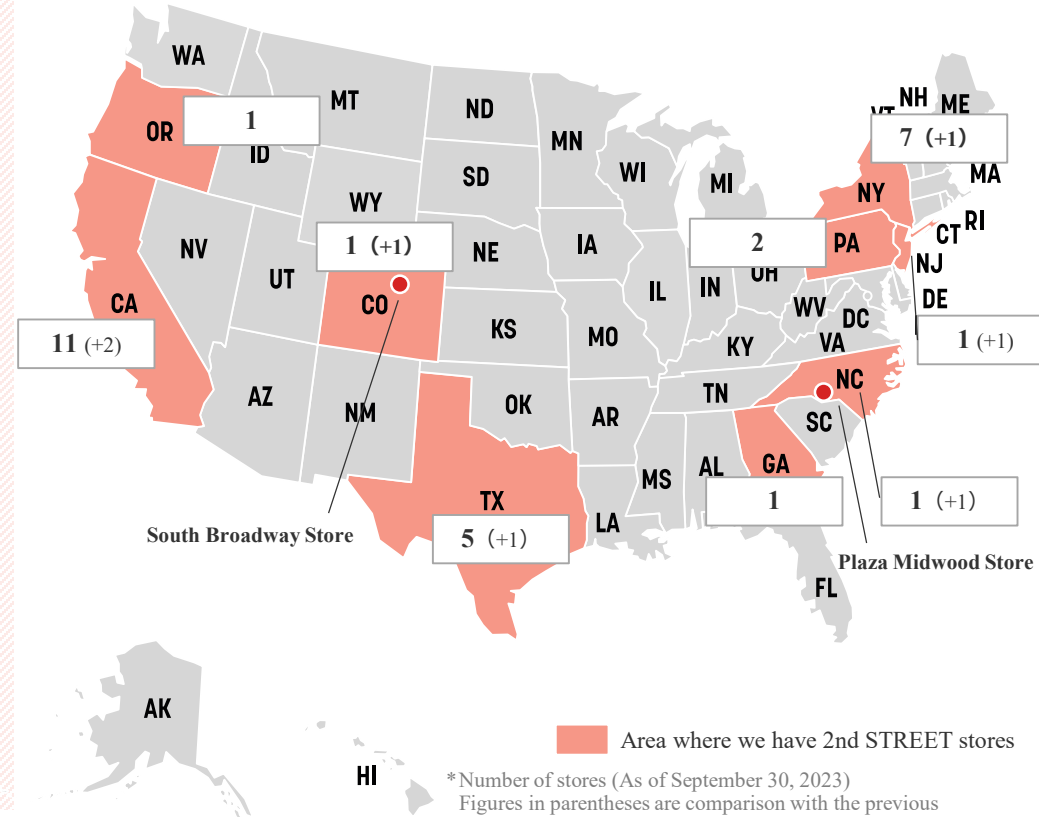 WA
MT
ND
MN
NH
ME
VT
OR
1
ID
7 (+1)
MA
SD
WI
MI
WY
NY
1 (+1)
NE
IA
2
PA
CT
RI
NV
UT
CO
IL
IN
OH
NJ
DE
CA
KS
MO
WV
DC
VA
KY
11 (+2)
1 (+1)
AZ
NM
OK
AR
TN
NC
SC
TX
MS
AL
GA
1
1 (+1)
South Broadway Store
5 (+1)
LA
Plaza Midwood Store
FL
AK
HI
Area where we have 2nd STREET stores
*Number of stores (As of September 30, 2023)
Figures in parentheses are comparison with the previous